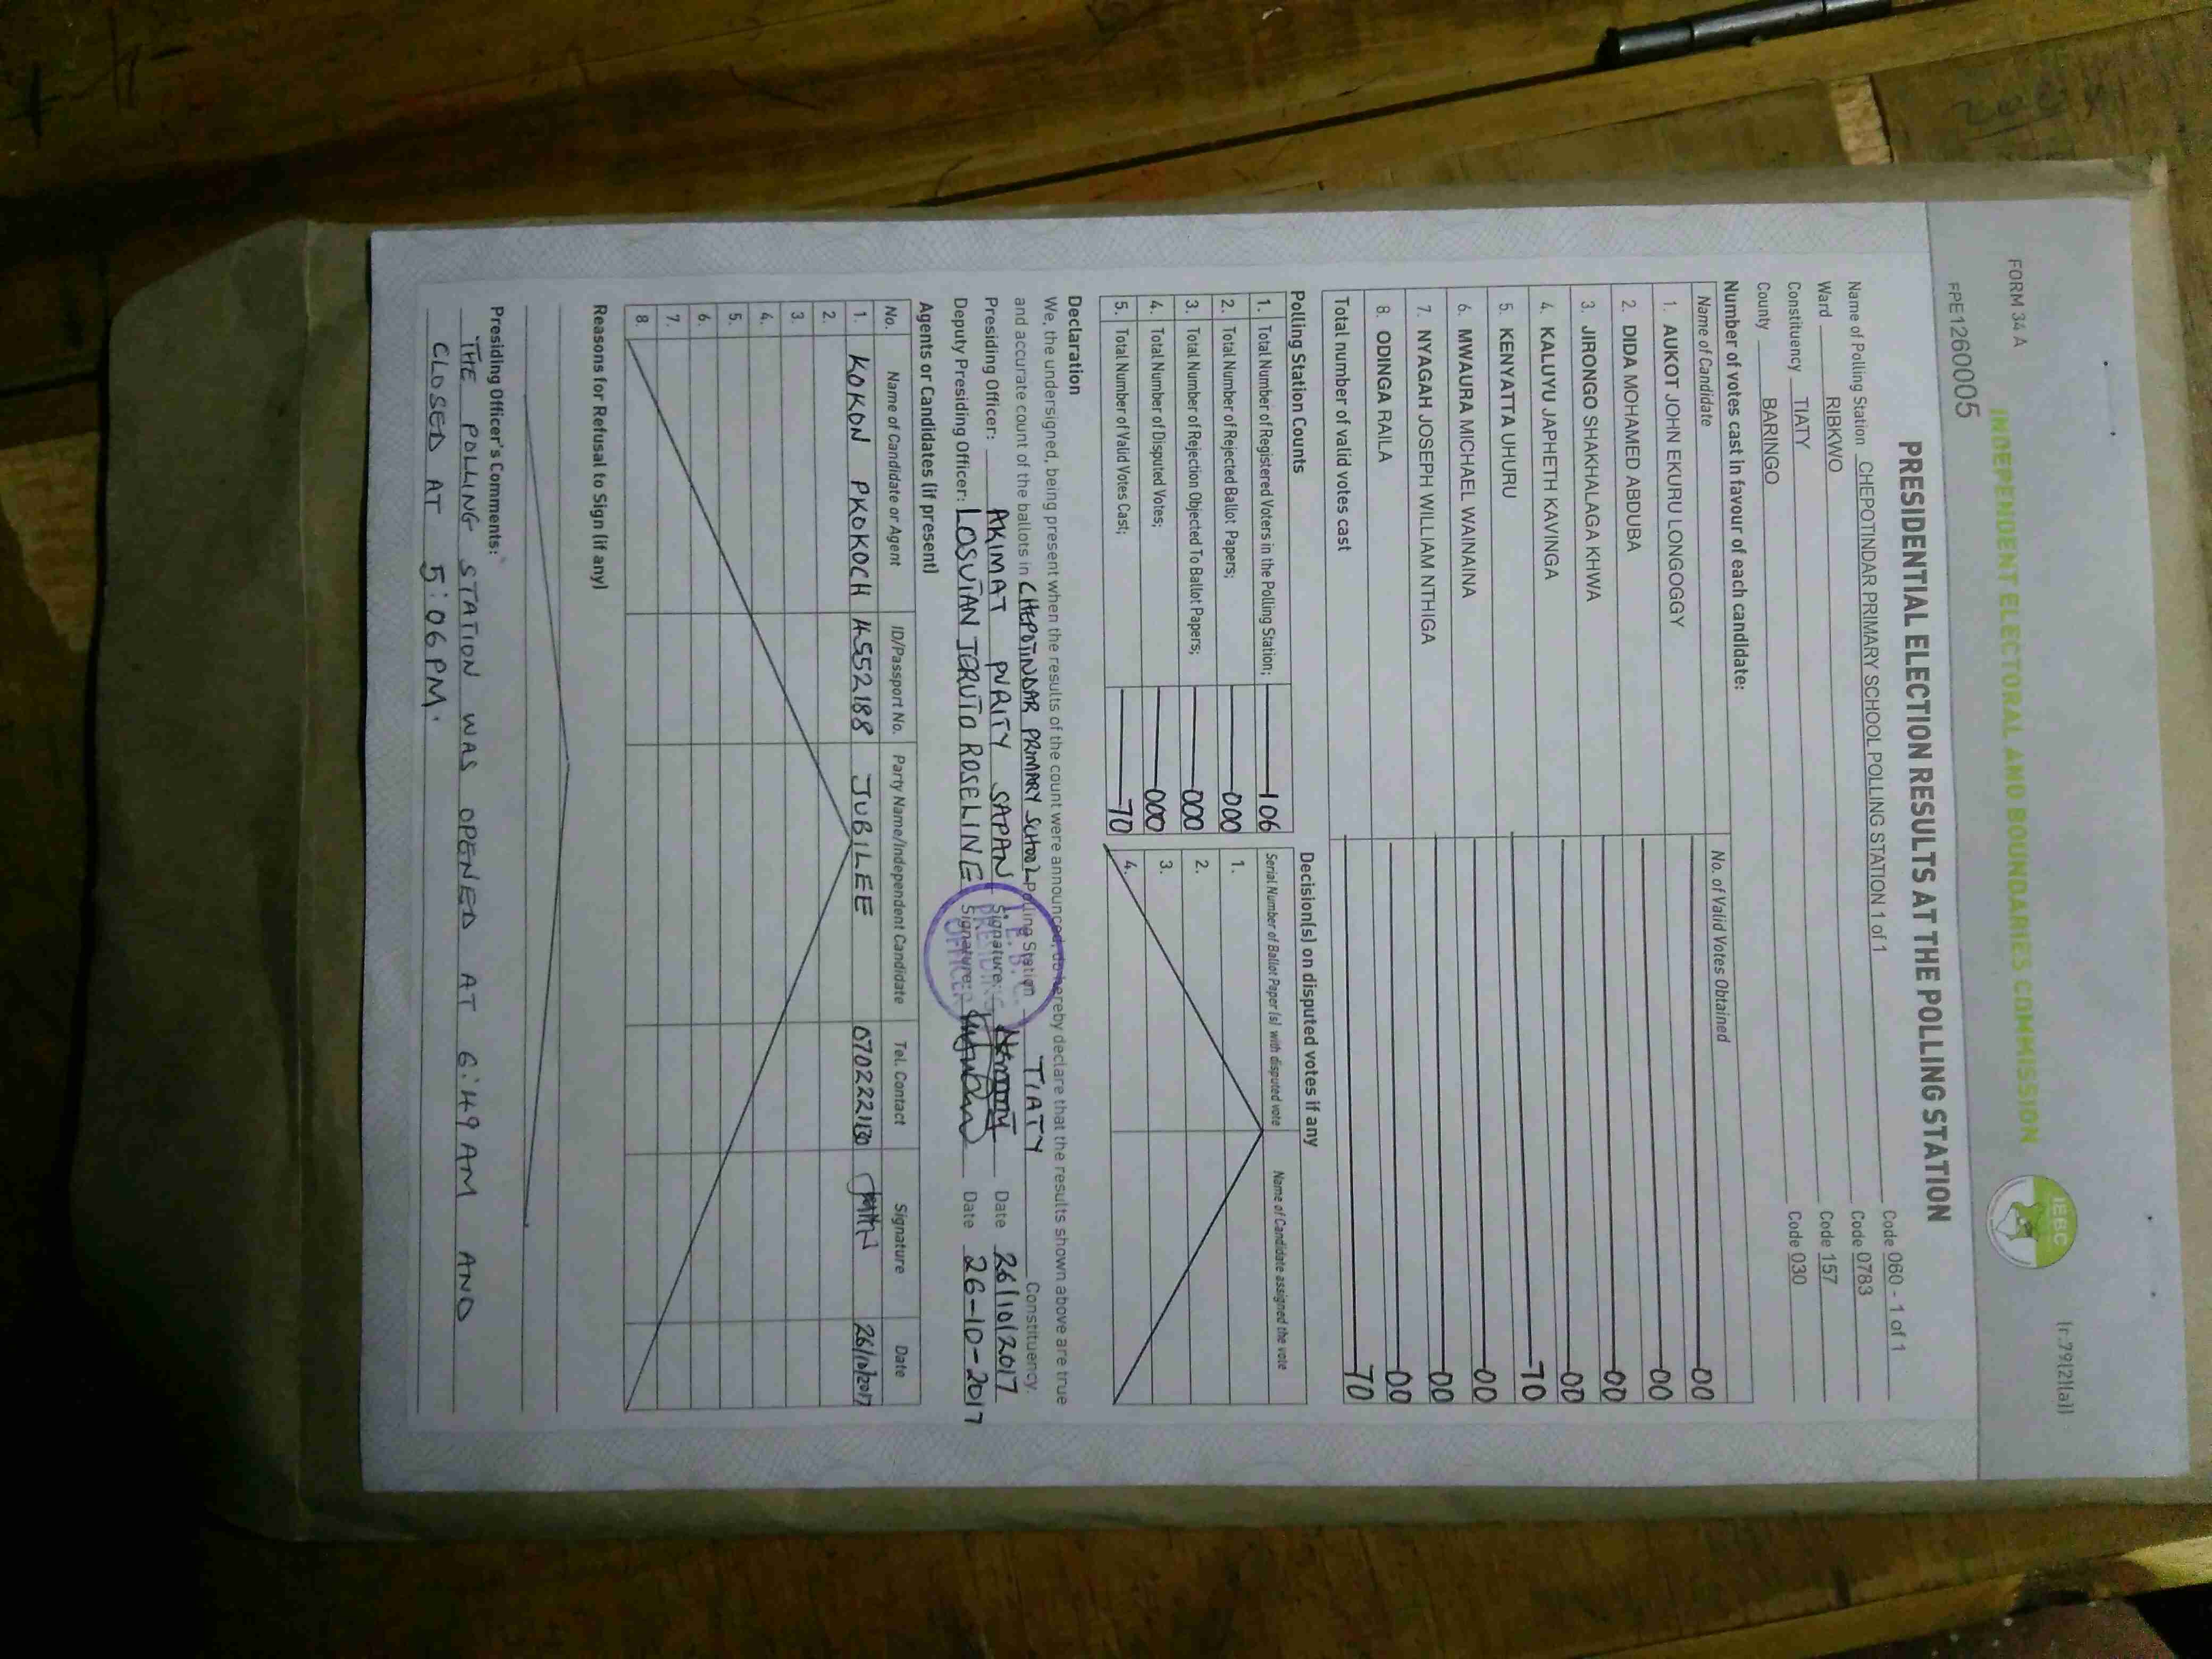 FORM 34 A
[r.79(2)(a)]
INDEPENDENT ELECTORAL AND BOUNDARIES COMMISSION
IEBC
FPE1260005
PRESIDENTIAL ELECTION RESULTS AT THE POLLING STATION
Name of Polling Station CHEPOTINDAR PRIMARY SCHOOL POLLING STATION 1 of 1 Code 060 - 1 of 1
Ward RIBKWO Code 0783
Constituency TIATY Code 157
County BARINGO Code 030
Number of votes cast in favour of each candidate:
Name of Candidate No. of Valid Votes Obtained
1. AUKOT JOHN EKURU LONGOGGY 00
2. DIDA MOHAMED ABDUBA 00
3. JIRONGO SHAKHALAGA KHWA 00
4. KALUYU JAPHETH KAVINGA 00
5. KENYATTA UHURU 70
6. MWAURA MICHAEL WAINAINA 00
7. NYAGAH JOSEPH WILLIAM NTHIGA 00
8. ODINGA RAILA 00
Total number of valid votes cast 70
Polling Station Counts
1. Total Number of Registered Voters in the Polling Station; 106
2. Total Number of Rejected Ballot Papers; 000
3. Total Number of Rejection Objected To Ballot Papers; 000
4. Total Number of Disputed Votes; 000
5. Total Number of Valid Votes Cast; 70
Decision(s) on disputed votes if any
Serial Number of Ballot Paper (s) with disputed vote Name of Candidate assigned the vote
1.
2.
3.
4.
Declaration
We, the undersigned, being present when the results of the count were announced, do hereby declare that the results shown above are true
and accurate count of the ballots in CHEPOTINDAR PRIMARY SCHOOL Polling Station TIATY Constituency.
Presiding Officer: AKIMAT PURITY SAPAN Signature: Date 26/10/2017
Deputy Presiding Officer: LOSUTAN JERUTO ROSELINE Signature: Date 26-10-2017
I.E.B.C.
PRESIDING
OFFICER
Agents or Candidates (if present)
No. Name of Candidate or Agent ID/Passport No. Party Name/Independent Candidate Tel. Contact Signature Date
1. KOKON PKOKOCH 4552188 JUBILEE 0702221130 26/10/2017
2.
3.
4.
5.
6.
7.
8.
Reasons for Refusal to Sign (if any)
Presiding Officer's Comments:
THE POLLING STATION WAS OPENED AT 6:49 AM AND
CLOSED AT 5:06 PM.